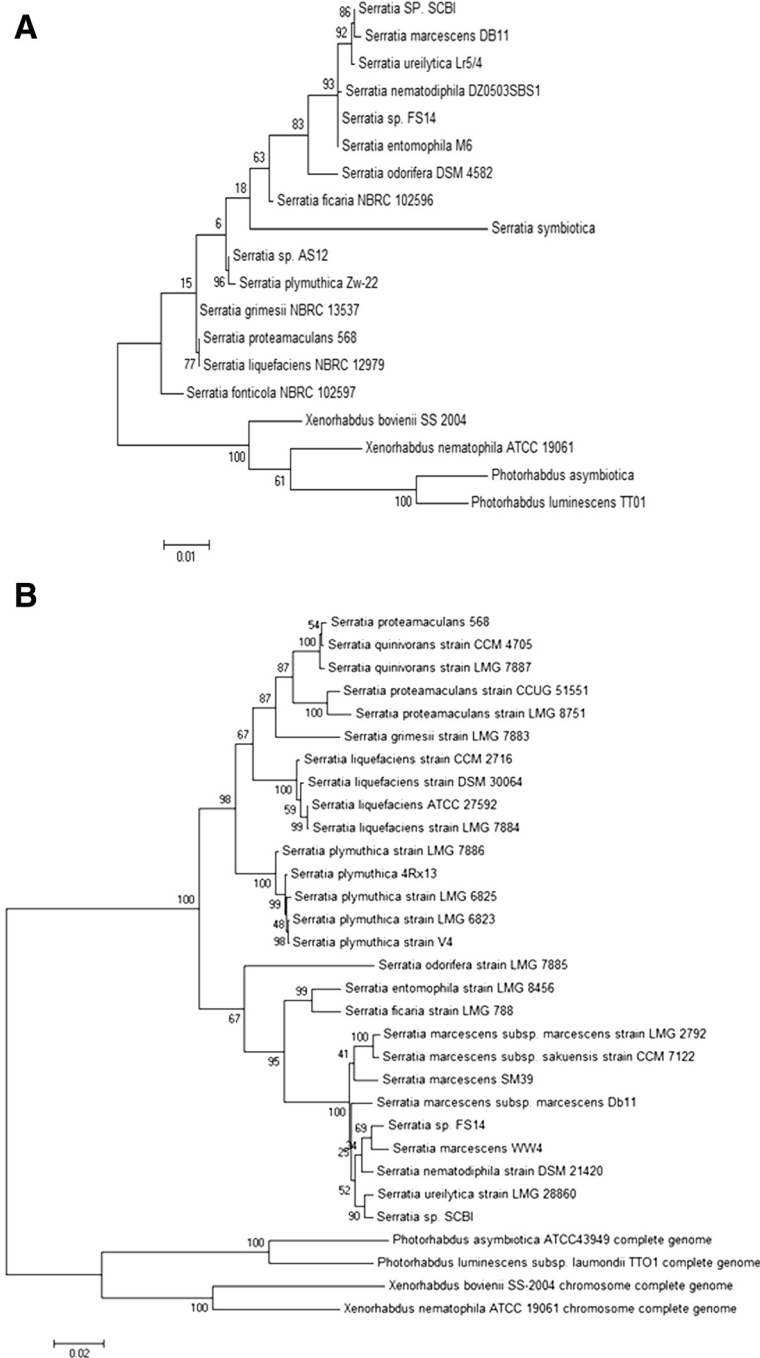 A
86
Serratia SP. SCBI
92
Serratia marcescens DB11
Serratia ureilytica Lr5/4
93
Serratia nematodiphila DZ0503SBS1
83
Serratia sp. FS14
Serratia entomophila M6
63
Serratia odorifera DSM 4582
18
Serratia ficaria NBRC 102596
6
Serratia symbiotica
Serratia sp. AS12
15
96
Serratia plymuthica Zw-22
Serratia grimesii NBRC 13537
Serratia proteamaculans 568
77
Serratia liquefaciens NBRC 12979
Serratia fonticola NBRC 102597
Xenorhabdus bovienii SS 2004
100
Xenorhabdus nematophila ATCC 19061
61
Photorhabdus asymbiotica
100
Photorhabdus luminescens TT01
0.01
B
54
Serratia proteamaculans 568
100
Serratia quinivorans strain CCM 4705
87
Serratia quinivorans strain LMG 7887
Serratia proteamaculans strain CCUG 51551
87
100
Serratia proteamaculans strain LMG 8751
67
Serratia grimesii strain LMG 7883
Serratia liquefaciens strain CCM 2716
100
Serratia liquefaciens strain DSM 30064
98
59
Serratia liquefaciens ATCC 27592
99
Serratia liquefaciens strain LMG 7884
Serratia plymuthica strain LMG 7886
100
Serratia plymuthica 4Rx13
100
99
Serratia plymuthica strain LMG 6825
48
Serratia plymuthica strain LMG 6823
98
Serratia plymuthica strain V4
Serratia odorifera strain LMG 7885
99
Serratia entomophila strain LMG 8456
67
Serratia ficaria strain LMG 788
100
Serratia marcescens subsp. marcescens strain LMG 2792
95
41
Serratia marcescens subsp. sakuensis strain CCM 7122
Serratia marcescens SM39
100
Serratia marcescens subsp. marcescens Db11
69
Serratia sp. FS14
34
25
Serratia marcescens WW4
Serratia nematodiphila strain DSM 21420
52
Serratia ureilytica strain LMG 28860
90
Serratia sp. SCBI
100
Photorhabdus asymbiotica ATCC43949 complete genome
Photorhabdus luminescens subsp. laumondii TTO1 complete genome
Xenorhabdus bovienii SS-2004 chromosome complete genome
100
Xenorhabdus nematophila ATCC 19061 chromosome complete genome
0.02